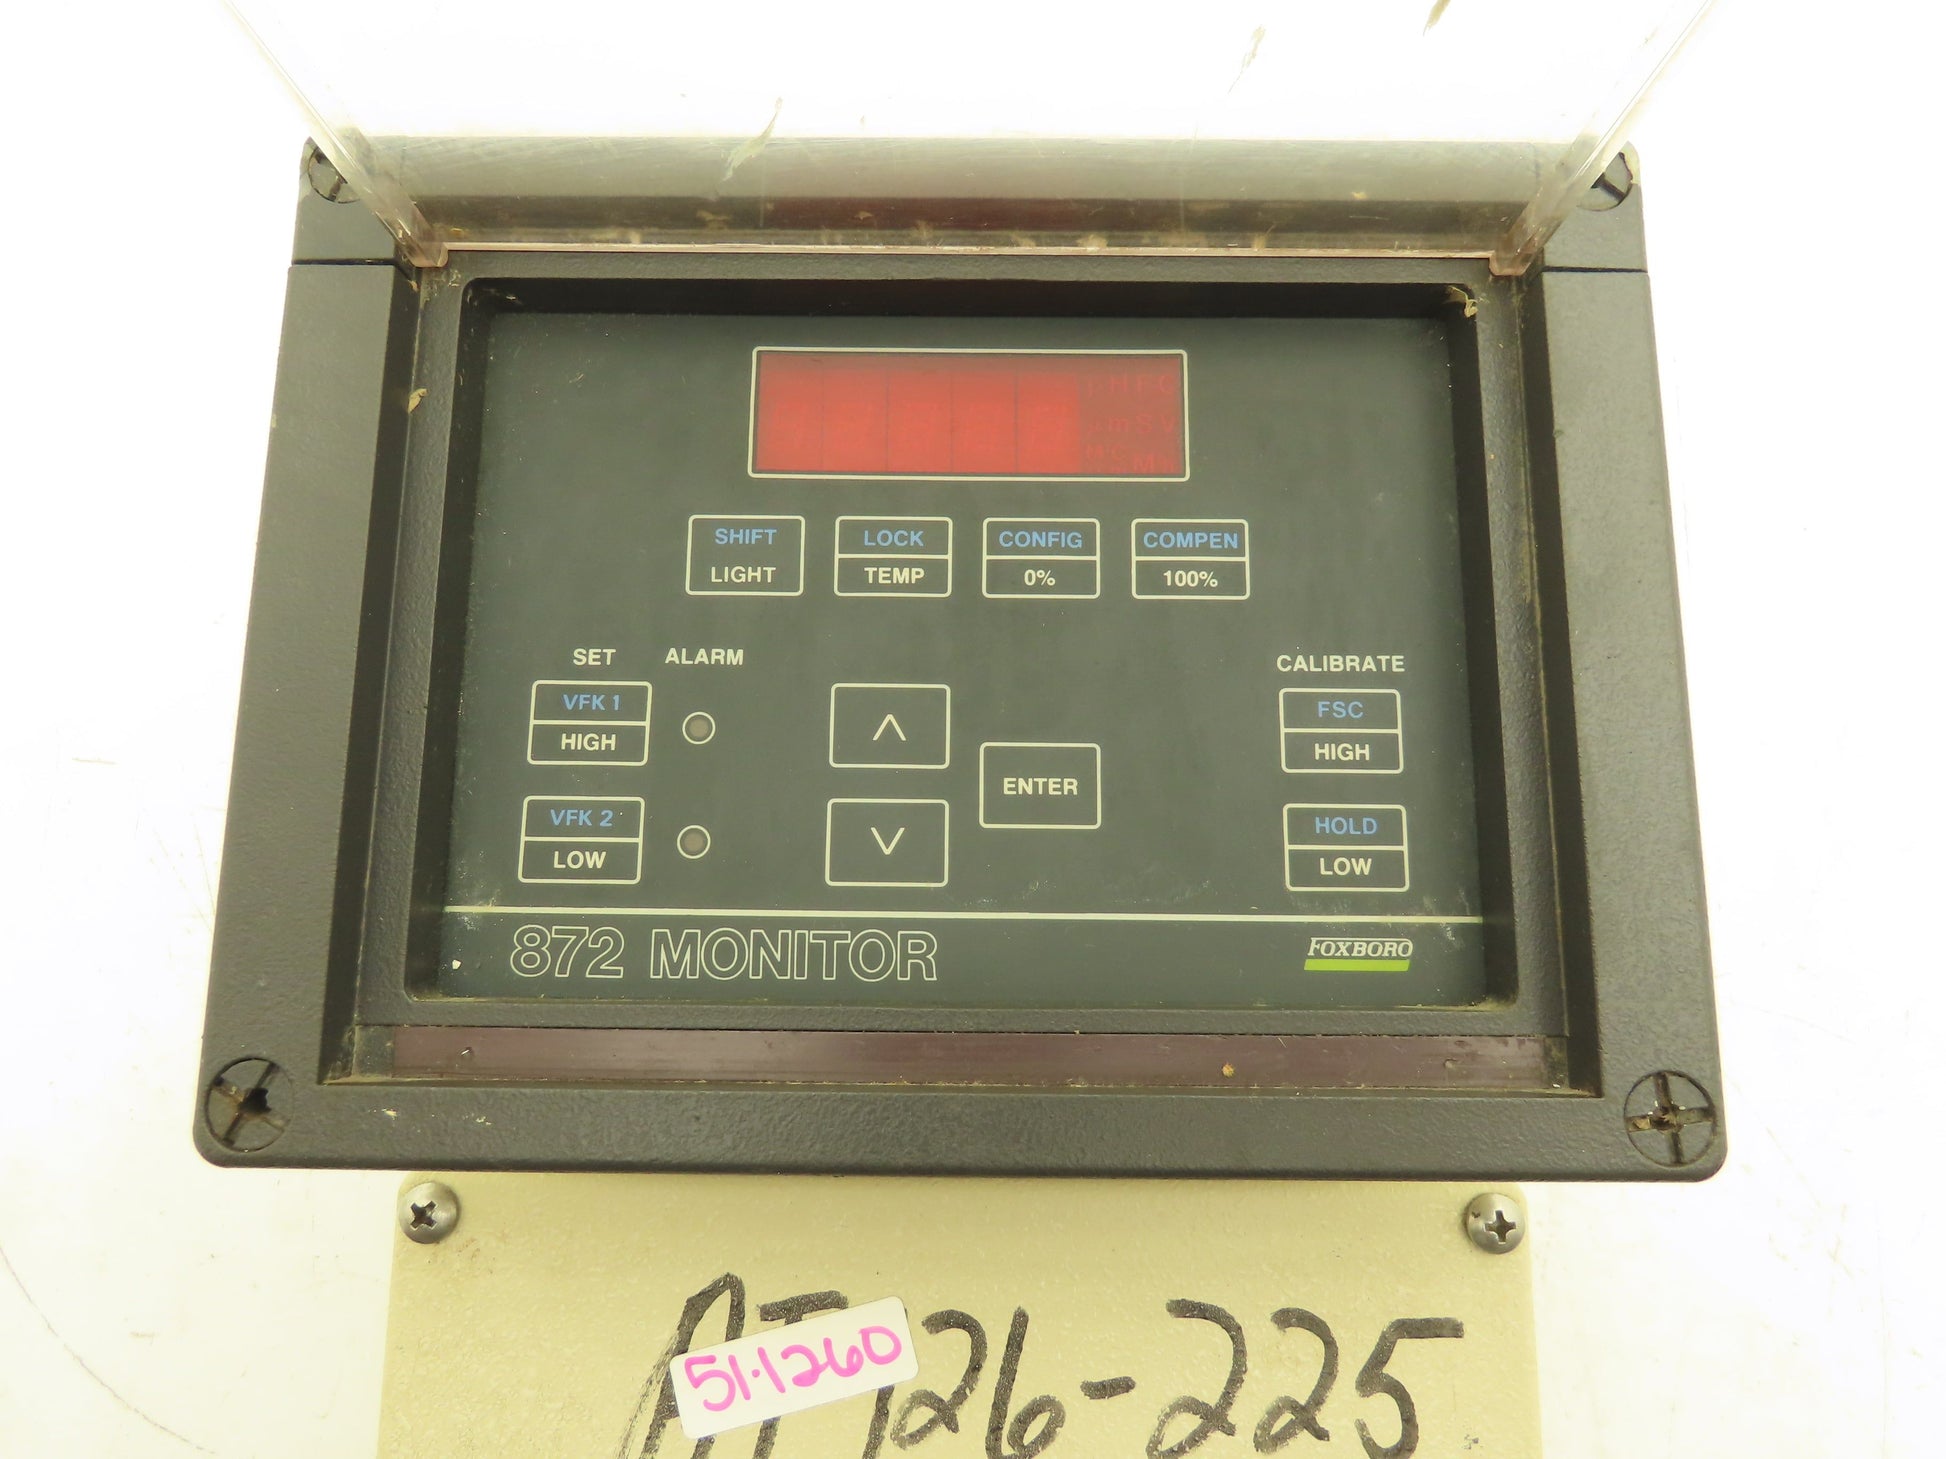 SHIFT LOCK CONFIG COMPEN
LIGHT TEMP 0% 100%
SET ALARM CALIBRATE
VFK 1 FSC
HIGH HIGH
ENTER
VFK 2 HOLD
LOW LOW
872 MONITOR FOXBORO
51-1260
26-225